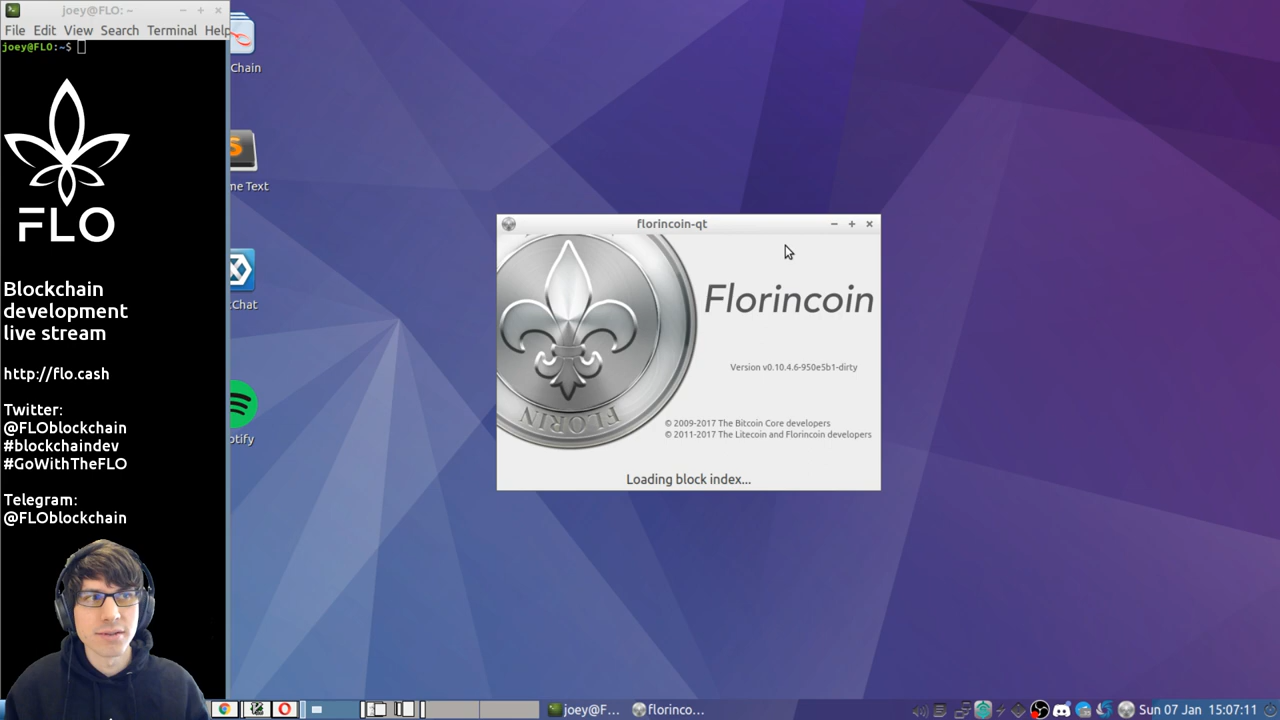 joey@FLO: ~
File Edit View Search Terminal Help
joey@FLO:~$
FLO
Blockchain
development
live stream
http://flo.cash
Twitter:
@FLOblockchain
#blockchaindev
#GoWithTheFLO
Telegram:
@FLOblockchain
Chain
me Text
Chat
otify
florincoin-qt
FLORIN
Florincoin
Version v0.10.4.6-950e5b1-dirty
© 2009-2017 The Bitcoin Core developers
© 2011-2017 The Litecoin and Florincoin developers
Loading block index...
joey@F...
florinco...
Sun 07 Jan 15:07:11